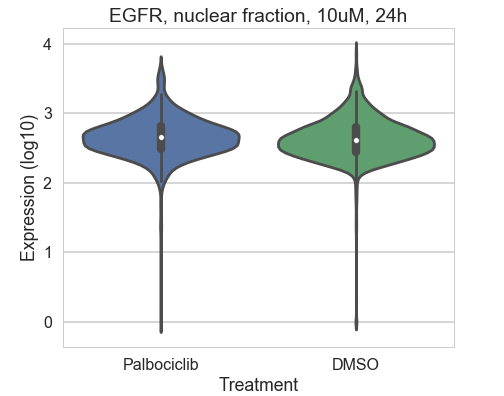 EGFR, nuclear fraction, 10uM, 24h
4
3
2
1
0
Expression (log10)
Palbociclib DMSO
Treatment